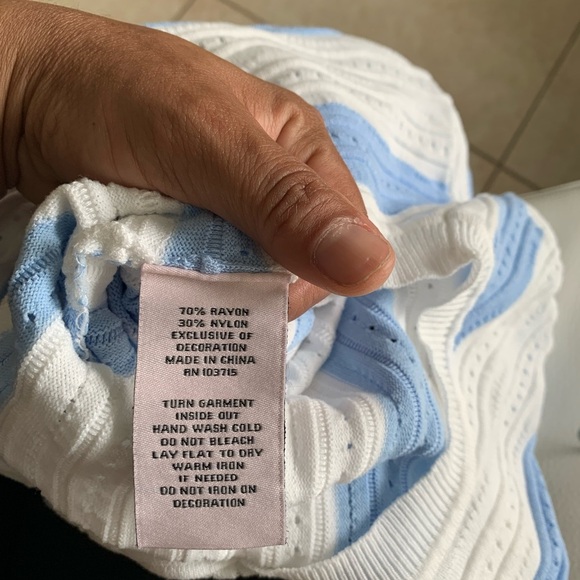 70% RAYON
30% NYLON
EXCLUSIVE OF
DECORATION
MADE IN CHINA
RN 103715
TURN GARMENT
INSIDE OUT
HAND WASH COLD
DO NOT BLEACH
LAY FLAT TO DRY
WARM IRON
IF NEEDED
DO NOT IRON ON
DECORATION